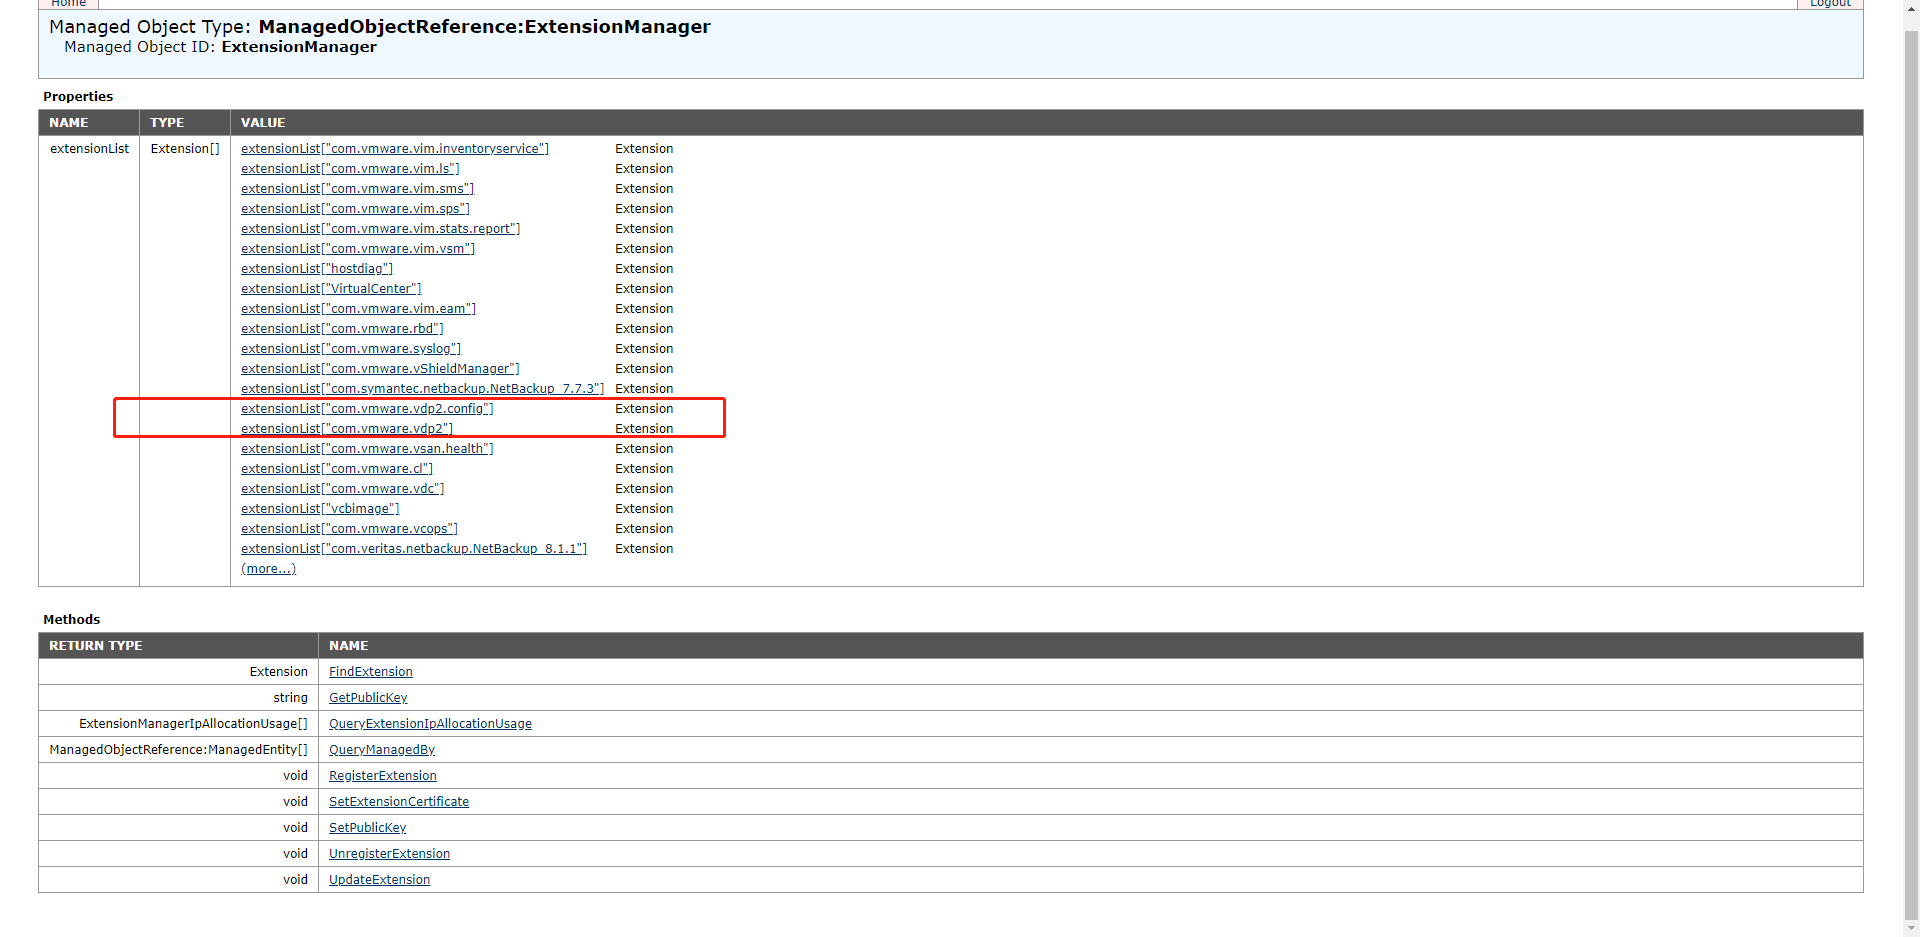 Home Logout
Managed Object Type: ManagedObjectReference:ExtensionManager
Managed Object ID: ExtensionManager
Properties
NAME TYPE VALUE
extensionList Extension[] extensionList["com.vmware.vim.inventoryservice"] Extension
extensionList["com.vmware.vim.ls"] Extension
extensionList["com.vmware.vim.sms"] Extension
extensionList["com.vmware.vim.sps"] Extension
extensionList["com.vmware.vim.stats.report"] Extension
extensionList["com.vmware.vim.vsm"] Extension
extensionList["hostdiag"] Extension
extensionList["VirtualCenter"] Extension
extensionList["com.vmware.vim.eam"] Extension
extensionList["com.vmware.rbd"] Extension
extensionList["com.vmware.syslog"] Extension
extensionList["com.vmware.vShieldManager"] Extension
extensionList["com.symantec.netbackup.NetBackup_7.7.3"] Extension
extensionList["com.vmware.vdp2.config"] Extension
extensionList["com.vmware.vdp2"] Extension
extensionList["com.vmware.vsan.health"] Extension
extensionList["com.vmware.cl"] Extension
extensionList["com.vmware.vdc"] Extension
extensionList["vcbimage"] Extension
extensionList["com.vmware.vcops"] Extension
extensionList["com.veritas.netbackup.NetBackup_8.1.1"] Extension
(more...)
Methods
RETURN TYPE NAME
Extension FindExtension
string GetPublicKey
ExtensionManagerIpAllocationUsage[] QueryExtensionIpAllocationUsage
ManagedObjectReference:ManagedEntity[] QueryManagedBy
void RegisterExtension
void SetExtensionCertificate
void SetPublicKey
void UnregisterExtension
void UpdateExtension